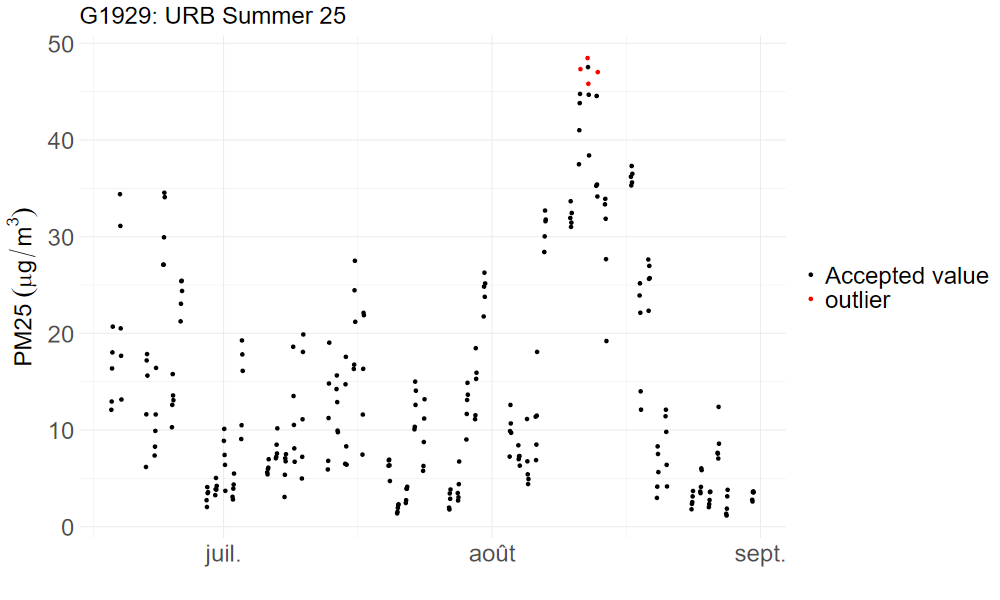 G1929: URB Summer 25
PM25 (μg/m³)
50
40
30
20
10
0
juil.
août
sept.
Accepted value
outlier